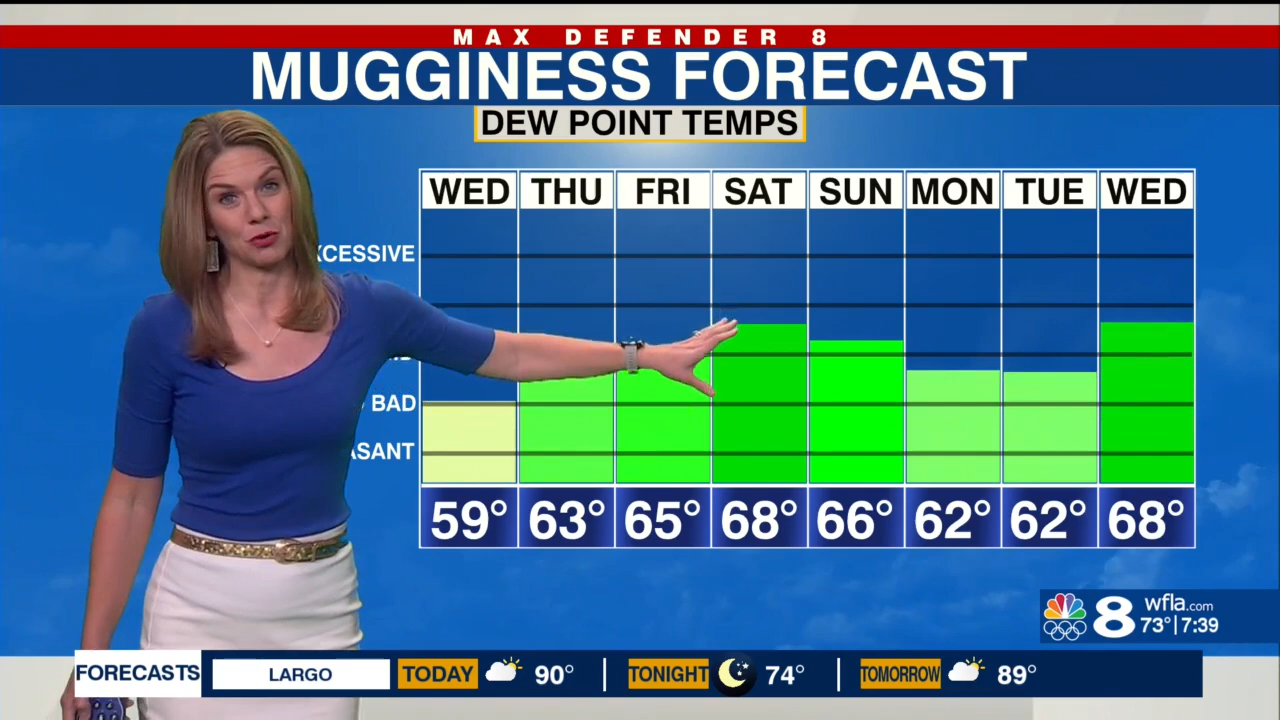 MAX DEFENDER 8
MUGGINESS FORECAST
DEW POINT TEMPS
WED THU FRI SAT SUN MON TUE WED
BAD
59° 63° 65° 68° 66° 62° 62° 68°
8 wfla.com
73° | 7:39
FORECASTS LARGO TODAY 90° TONIGHT 74° TOMORROW 89°